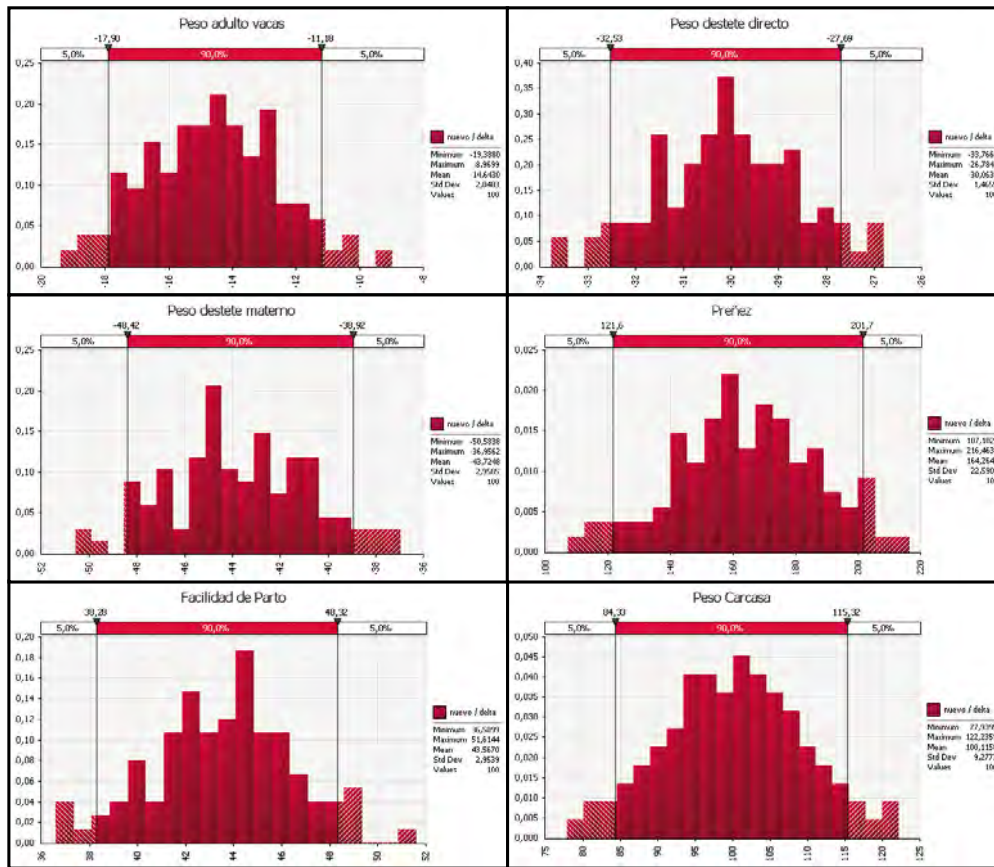 Peso adulto vacas
-17,90 -11,18
5,0% 90,0% 5,0%
0,25
0,20
0,15
0,10
0,05
0,00
-20 -18 -16 -14 -12 -10 -8
nuevo / delta
Minimum -19,3880
Maximum
Mean -14,6430
Std Dev
Values 100
Peso destete directo
-32,53 -27,69
5,0% 90,0% 5,0%
0,40
0,35
0,30
0,25
0,20
0,15
0,10
0,05
0,00
-34 -33 -32 -31 -30 -29 -28 -27 -26
nuevo / delta
Minimum -33,766
Maximum -26,784
Mean -30,063
Std Dev
Values
Peso destete materno
-48,42 -38,92
5,0% 90,0% 5,0%
0,25
0,20
0,15
0,10
0,05
0,00
-52 -50 -48 -46 -44 -42 -40 -38 -36
nuevo / delta
Minimum -50,5838
Maximum -36,9562
Mean -43,7248
Std Dev
Values 100
Preñez
121,6 201,7
5,0% 90,0% 5,0%
0,025
0,020
0,015
0,010
0,005
0,000
100 120 140 160 180 200 220
nuevo / delta
Minimum
Maximum 216,463
Mean 164,264
Std Dev 22,590
Values
Facilidad de Parto
38,28 48,32
5,0% 90,0% 5,0%
0,20
0,18
0,16
0,14
0,12
0,10
0,08
0,06
0,04
0,02
0,00
36 38 40 42 44 46 48 50 52
nuevo / delta
Minimum
Maximum 51,6144
Mean 43,5670
Std Dev 2,9539
Values 100
Peso Carcasa
84,33 115,32
5,0% 90,0% 5,0%
0,050
0,045
0,040
0,035
0,030
0,025
0,020
0,015
0,010
0,005
0,000
75 80 85 90 95 100 105 110 115 120 125
nuevo / delta
Minimum
Maximum
Mean
Std Dev
Values